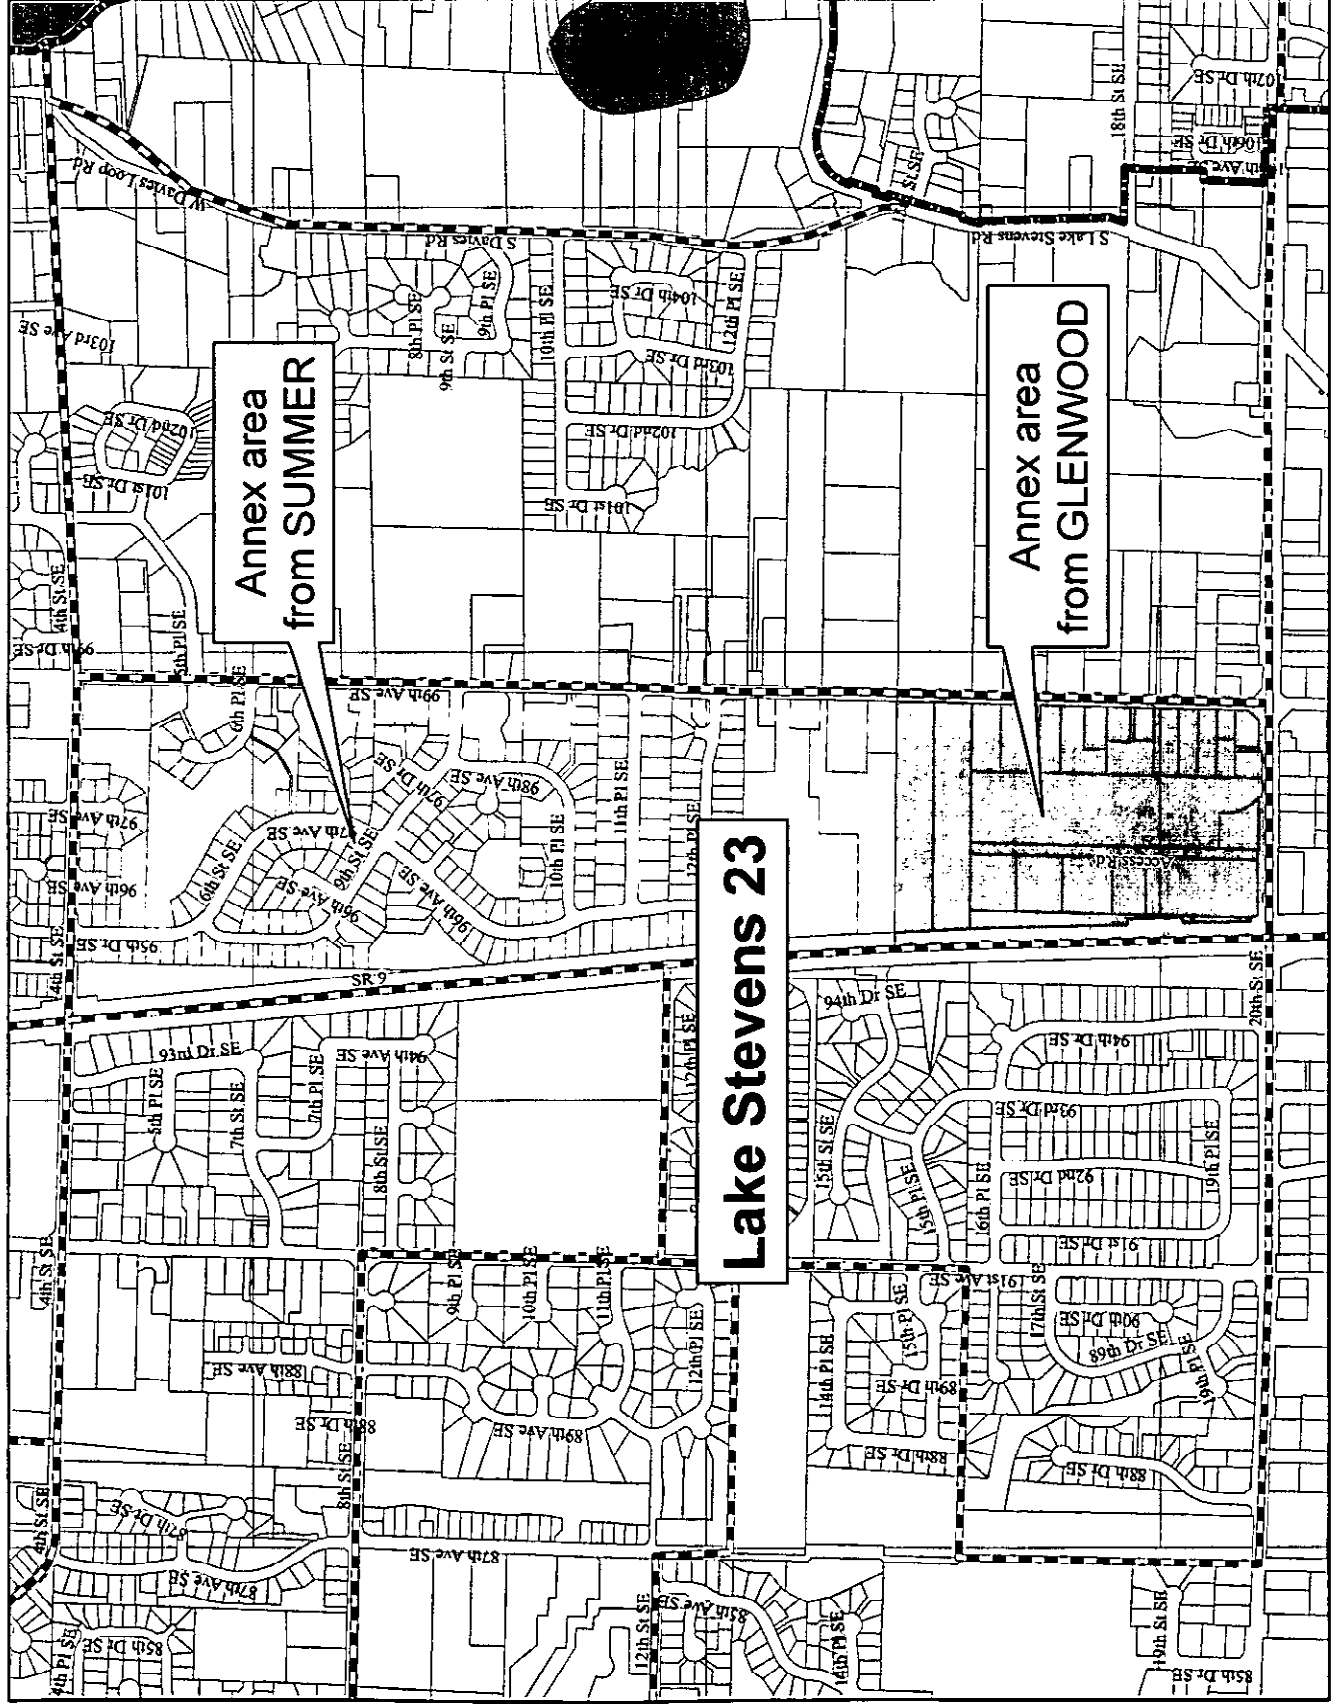 Annex area
from SUMMER
Annex area
from GLENWOOD
Lake Stevens 23
W Davies Loop Rd
S Davies Rd
S Lake Stevens Rd
18th St SE
107th Dr SE
106th Dr SE
103rd Ave SE
103rd
102nd Dr SE
101st Dr SE
8th Pl SE
9th St SE
9th Pl SE
10th Pl SE
104th Dr SE
12th Pl SE
103rd Dr SE
102nd Dr SE
101st Dr SE
4th St SE
99th Dr SE
5th Pl SE
6th Pl SE
99th Ave SE
97th Ave SE
96th Ave SE
95th Dr SE
4th St SE
6th St SE
97th Ave SE
9th St SE
96th Ave SE
97th Dr SE
98th Ave SE
96th Ave SE
10th Pl SE
11th Pl SE
12th Pl SE
Access Rd
SR 9
20th St SE
93rd Dr SE
5th Pl SE
7th St SE
7th Pl SE
94th Ave SE
8th St SE
12th Pl SE
94th Dr SE
15th St SE
15th Pl SE
16th Pl SE
94th Dr SE
93rd Dr SE
92nd Dr SE
91st Dr SE
19th Pl SE
4th St SE
9th Pl SE
10th Pl SE
11th Pl SE
12th Pl SE
88th Ave SE
88th Dr SE
8th St SE
89th Ave SE
14th Pl SE
15th Pl SE
89th Dr SE
88th Dr SE
91st Ave SE
17th St SE
90th Dr SE
89th Dr SE
19th Pl SE
88th Dr SE
4th St SE
87th Dr SE
87th Ave SE
87th Ave SE
4th Pl SE
85th Dr SE
12th St SE
85th Ave SE
14th Pl SE
19th St SE
85th Dr SE